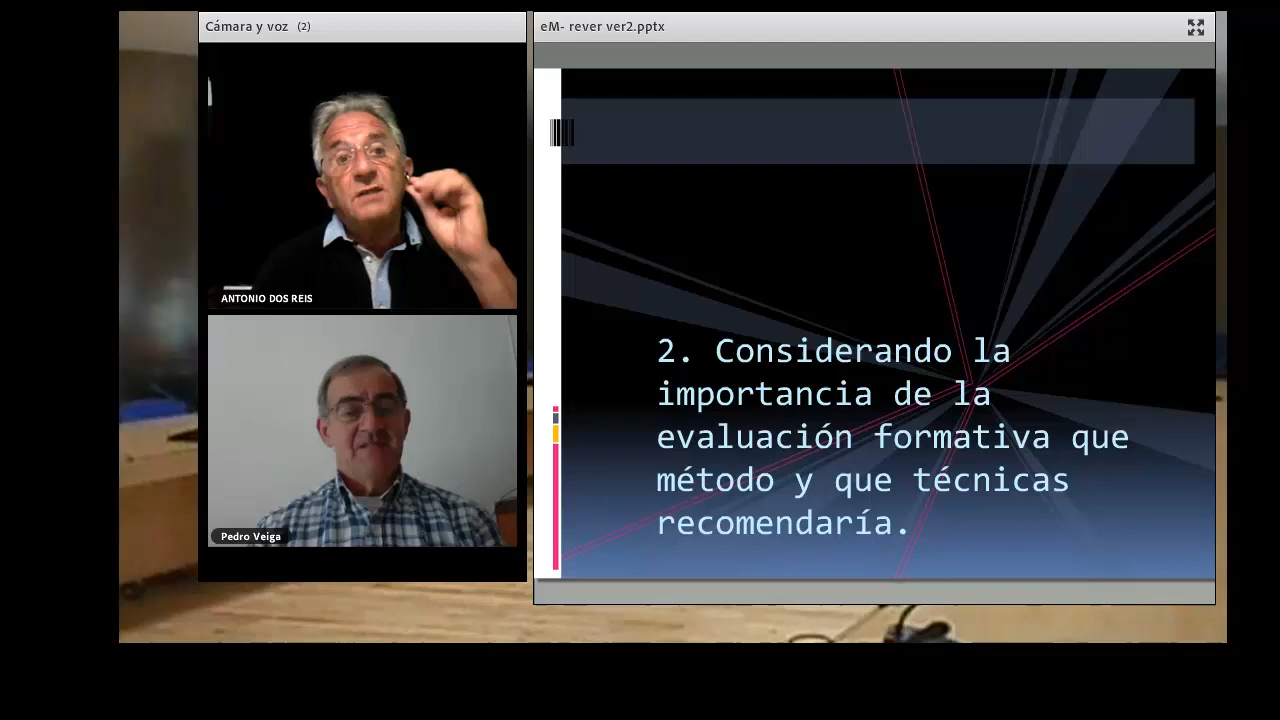 Cámara y voz (2)
ANTONIO DOS REIS
Pedro Veiga
eM- rever ver2.pptx
2. Considerando la
importancia de la
evaluación formativa que
método y que técnicas
recomendaría.